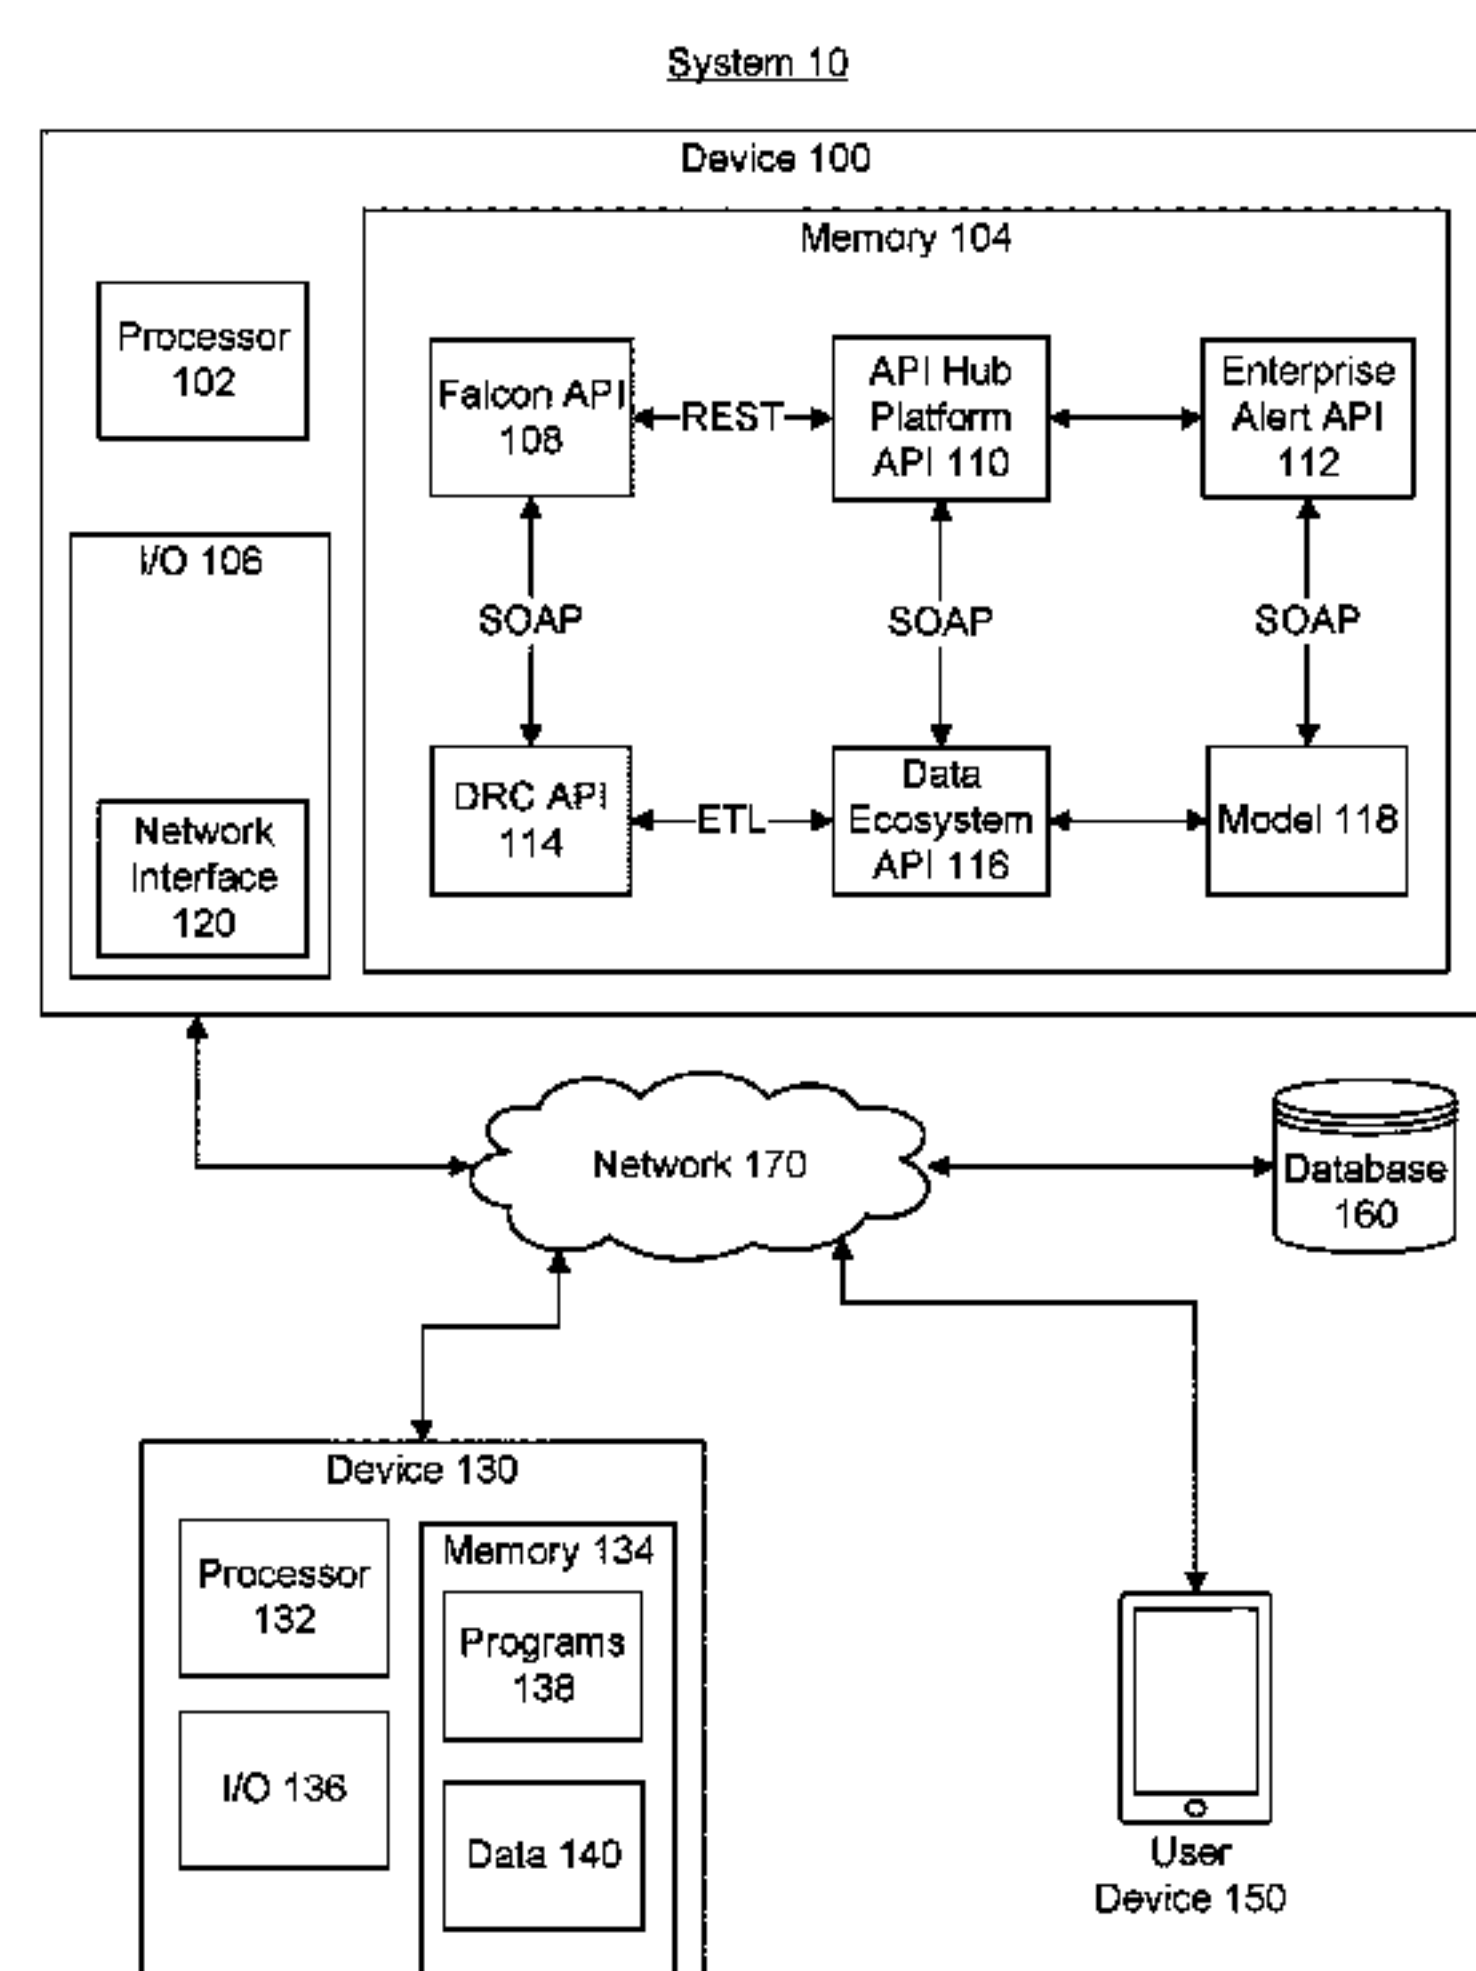 System 10
Device 100
Memory 104
Processor
102
Falcon API
108
REST
API Hub
Platform
API 110
Enterprise
Alert API
112
I/O 106
SOAP
SOAP
SOAP
Network
Interface
120
DRC API
114
ETL
Data
Ecosystem
API 116
Model 118
Network 170
Database
160
Device 130
Processor
132
I/O 136
Memory 134
Programs
138
Data 140
User
Device 150